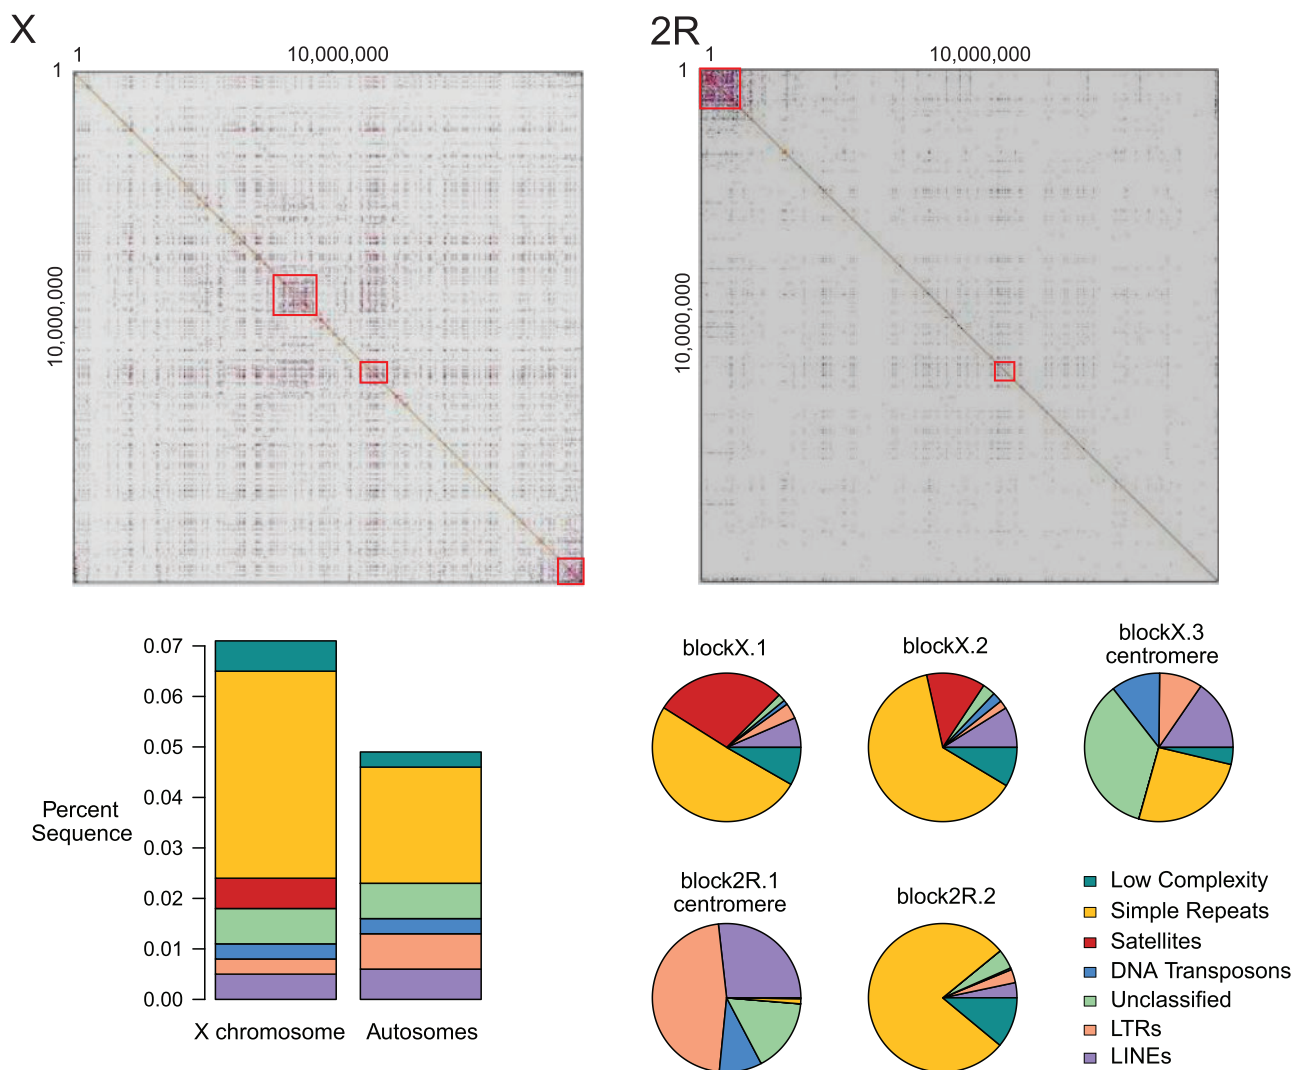 X
1
10,000,000
1
10,000,000
2R
1
10,000,000
1
10,000,000
0.07
0.06
0.05
0.04
0.03
0.02
0.01
0.00
Percent
Sequence
X chromosome
Autosomes
blockX.1
blockX.2
blockX.3
centromere
block2R.1
centromere
block2R.2
Low Complexity
Simple Repeats
Satellites
DNA Transposons
Unclassified
LTRs
LINEs